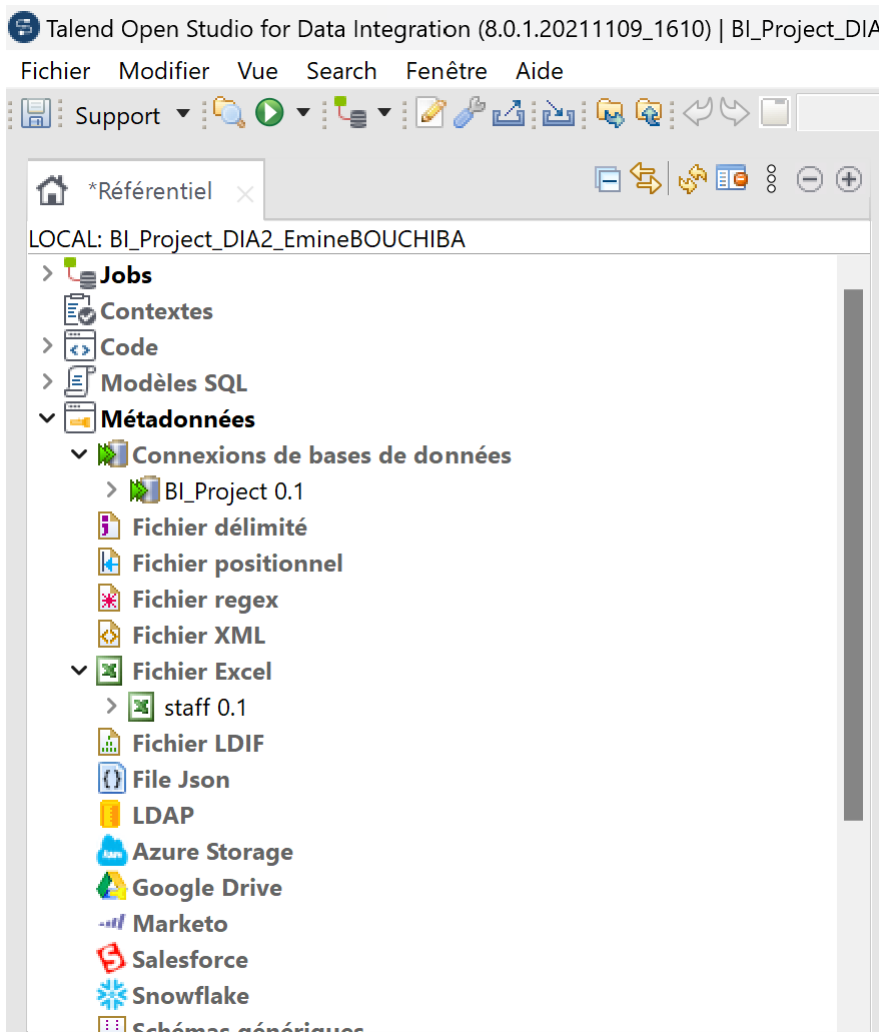 Talend Open Studio for Data Integration (8.0.1.20211109_1610) | BI_Project_DIA
Fichier Modifier Vue Search Fenêtre Aide
Support
*Référentiel
LOCAL: BI_Project_DIA2_EmineBOUCHIBA
Jobs
Contextes
Code
Modèles SQL
Métadonnées
Connexions de bases de données
BI_Project 0.1
Fichier délimité
Fichier positionnel
Fichier regex
Fichier XML
Fichier Excel
staff 0.1
Fichier LDIF
File Json
LDAP
Azure Storage
Google Drive
Marketo
Salesforce
Snowflake
Schémas génériques